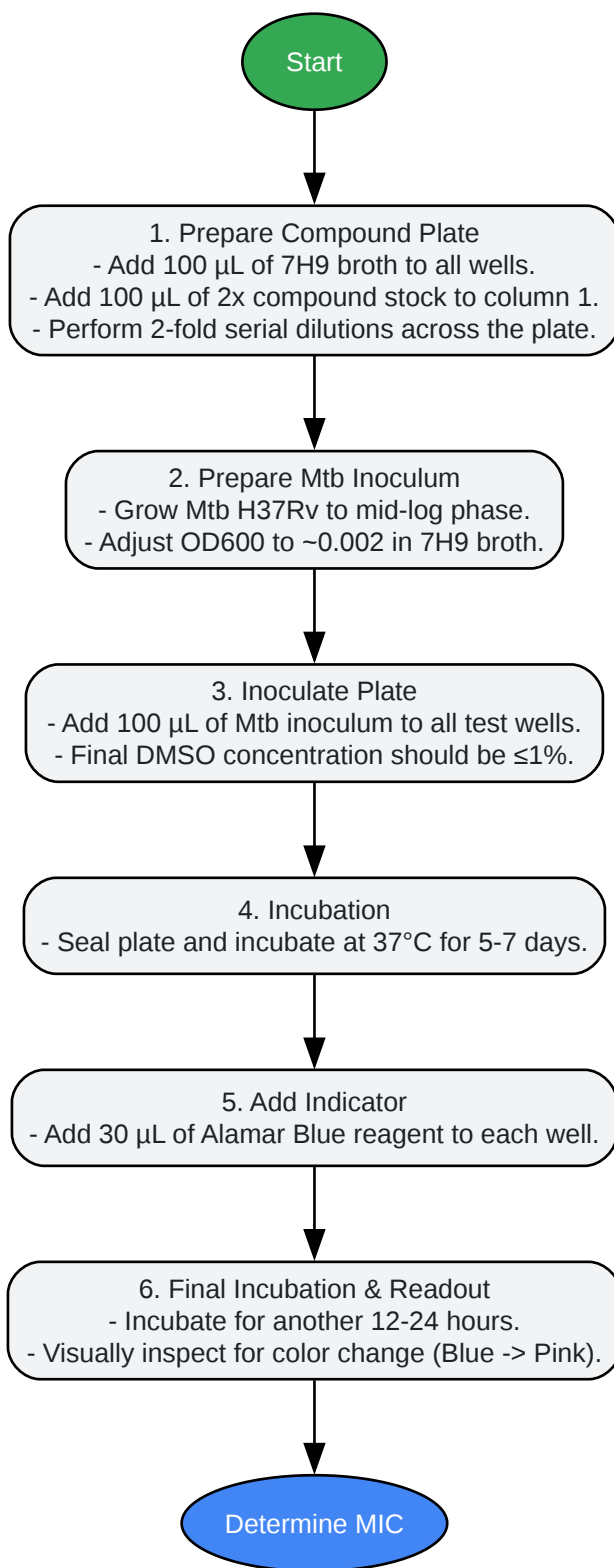 Start
1. Prepare Compound Plate
- Add 100 µL of 7H9 broth to all wells.
- Add 100 µL of 2x compound stock to column 1.
- Perform 2-fold serial dilutions across the plate.
2. Prepare Mtb Inoculum
- Grow Mtb H37Rv to mid-log phase.
- Adjust OD600 to ~0.002 in 7H9 broth.
3. Inoculate Plate
- Add 100 µL of Mtb inoculum to all test wells.
- Final DMSO concentration should be ≤1%.
4. Incubation
- Seal plate and incubate at 37°C for 5-7 days.
5. Add Indicator
- Add 30 µL of Alamar Blue reagent to each well.
6. Final Incubation & Readout
- Incubate for another 12-24 hours.
- Visually inspect for color change (Blue -> Pink).
Determine MIC